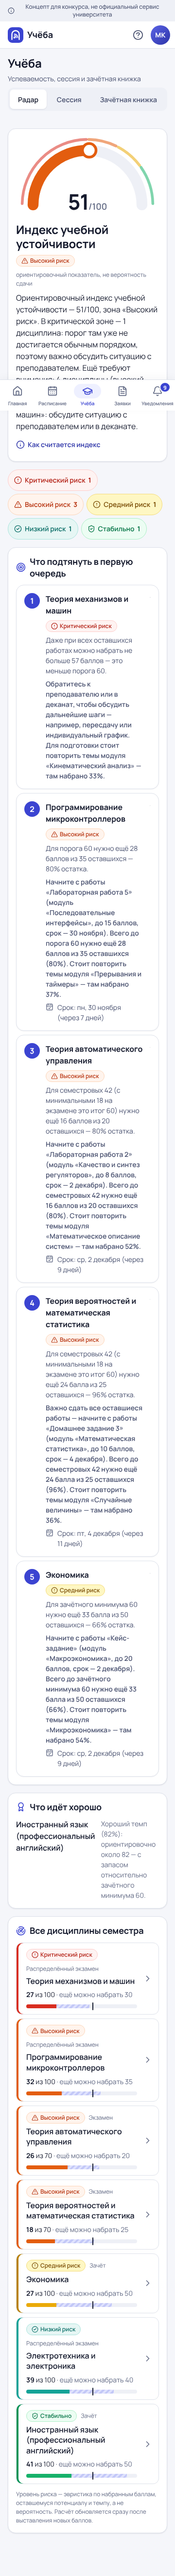 Концепт для конкурса, не официальный сервис
университета
Учёба
МК
Учёба
Успеваемость, сессия и зачётная книжка
Радар
Сессия
Зачётная книжка
51/100
Индекс учебной
устойчивости
Высокий риск
ориентировочный показатель, не вероятность
сдачи
Ориентировочный индекс учебной
устойчивости — 51/100, зона «Высокий
риск». В критической зоне — 1
дисциплина: порог там уже не
достигается обычным порядком,
поэтому важно обсудить ситуацию с
преподавателем. Ещё требуют
Главная
Расписание
Учёба
Заявки
Уведомления
5
машин»: обсудите ситуацию с
преподавателем или в деканате.
Как считается индекс
Критический риск 1
Высокий риск 3
Средний риск 1
Низкий риск 1
Стабильно 1
Что подтянуть в первую
очередь
1
Теория механизмов и
машин
Критический риск
Даже при всех оставшихся
работах можно набрать не
больше 57 баллов — это
меньше порога 60.
Обратитесь к
преподавателю или в
деканат, чтобы обсудить
дальнейшие шаги —
например, пересдачу или
индивидуальный график.
Для подготовки стоит
повторить темы модуля
«Кинематический анализ» —
там набрано 33%.
2
Программирование
микроконтроллеров
Высокий риск
Для порога 60 нужно ещё 28
баллов из 35 оставшихся —
80% остатка.
Начните с работы
«Лабораторная работа 5»
(модуль
«Последовательные
интерфейсы», до 15 баллов,
срок — 30 ноября). Всего до
порога 60 нужно ещё 28
баллов из 35 оставшихся
(80%). Стоит повторить
темы модуля «Прерывания и
таймеры» — там набрано
37%.
Срок: пн, 30 ноября
(через 7 дней)
3
Теория автоматического
управления
Высокий риск
Для семестровых 42 (с
минимальными 18 на
экзамене это итог 60) нужно
ещё 16 баллов из 20
оставшихся — 80% остатка.
Начните с работы
«Лабораторная работа 2»
(модуль «Качество и синтез
регуляторов», до 8 баллов,
срок — 2 декабря). Всего до
семестровых 42 нужно ещё
16 баллов из 20 оставшихся
(80%). Стоит повторить
темы модуля
«Математическое описание
систем» — там набрано 52%.
Срок: ср, 2 декабря (через
9 дней)
4
Теория вероятностей и
математическая
статистика
Высокий риск
Для семестровых 42 (с
минимальными 18 на
экзамене это итог 60) нужно
ещё 24 балла из 25
оставшихся — 96% остатка.
Важно сдать все оставшиеся
работы — начните с работы
«Домашнее задание 3»
(модуль «Математическая
статистика», до 10 баллов,
срок — 4 декабря). Всего до
семестровых 42 нужно ещё
24 балла из 25 оставшихся
(96%). Стоит повторить
темы модуля «Случайные
величины» — там набрано
36%.
Срок: пт, 4 декабря (через
11 дней)
5
Экономика
Средний риск
Для зачётного минимума 60
нужно ещё 33 балла из 50
оставшихся — 66% остатка.
Начните с работы «Кейс-
задание» (модуль
«Макроэкономика», до 20
баллов, срок — 2 декабря).
Всего до зачётного
минимума 60 нужно ещё 33
балла из 50 оставшихся
(66%). Стоит повторить
темы модуля
«Микроэкономика» — там
набрано 54%.
Срок: ср, 2 декабря (через
9 дней)
Что идёт хорошо
Иностранный язык
(профессиональный
английский)
Хороший темп
(82%):
ориентировочно
около 82 — с
запасом
относительно
зачётного
минимума 60.
Все дисциплины семестра
Критический риск
Распределённый экзамен
Теория механизмов и машин
27 из 100 · ещё можно набрать 30
Высокий риск
Распределённый экзамен
Программирование
микроконтроллеров
32 из 100 · ещё можно набрать 35
Высокий риск
Экзамен
Теория автоматического
управления
26 из 70 · ещё можно набрать 20
Высокий риск
Экзамен
Теория вероятностей и
математическая статистика
18 из 70 · ещё можно набрать 25
Средний риск
Зачёт
Экономика
27 из 100 · ещё можно набрать 50
Низкий риск
Распределённый экзамен
Электротехника и
электроника
39 из 100 · ещё можно набрать 40
Стабильно
Зачёт
Иностранный язык
(профессиональный
английский)
41 из 100 · ещё можно набрать 50
Уровень риска — эвристика по набранным баллам,
оставшемуся потенциалу и темпу, а не
вероятность. Расчёт обновляется сразу после
выставления новых баллов.